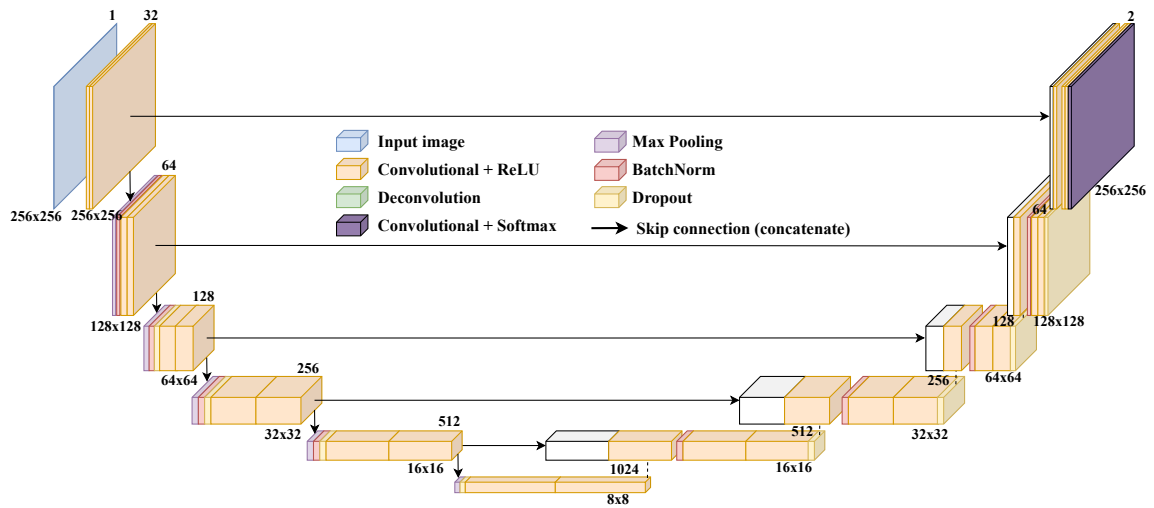 1
32
2
Input image
Max Pooling
Convolutional + ReLU
BatchNorm
64
Deconvolution
Dropout
256x256
256x256
256x256
64
Convolutional + Softmax
Skip connection (concatenate)
128
128x128
128
128x128
64x64
256
64x64
256
32x32
512
32x32
512
16x16
1024
16x16
8x8